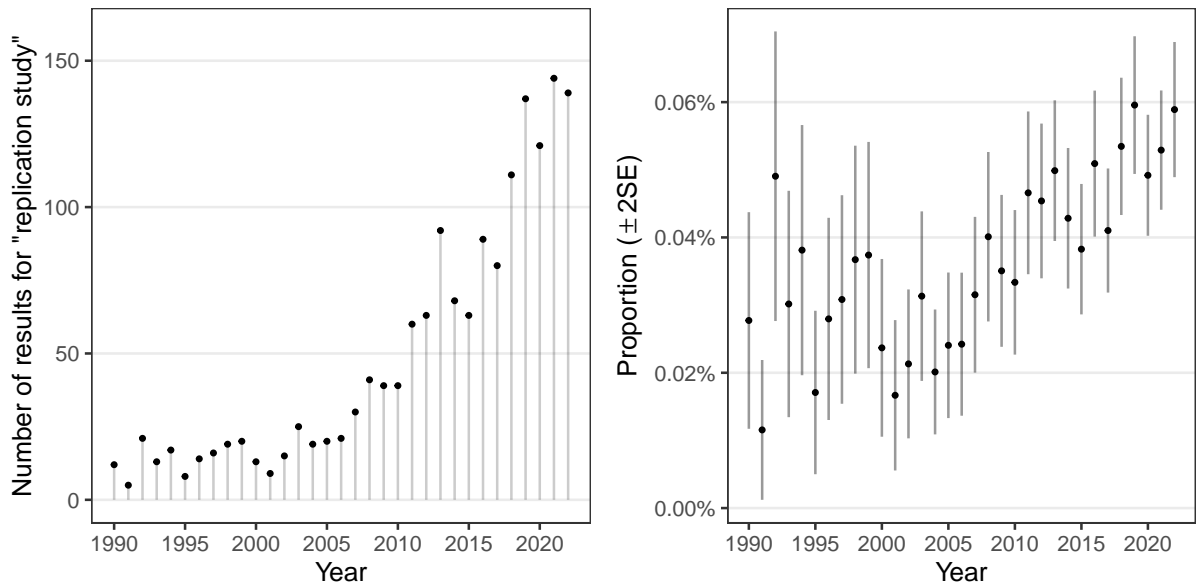 Number of results for "replication study"
150
100
50
0
1990 1995 2000 2005 2010 2015 2020
Year
Proportion (± 2SE)
0.06%
0.04%
0.02%
0.00%
1990 1995 2000 2005 2010 2015 2020
Year